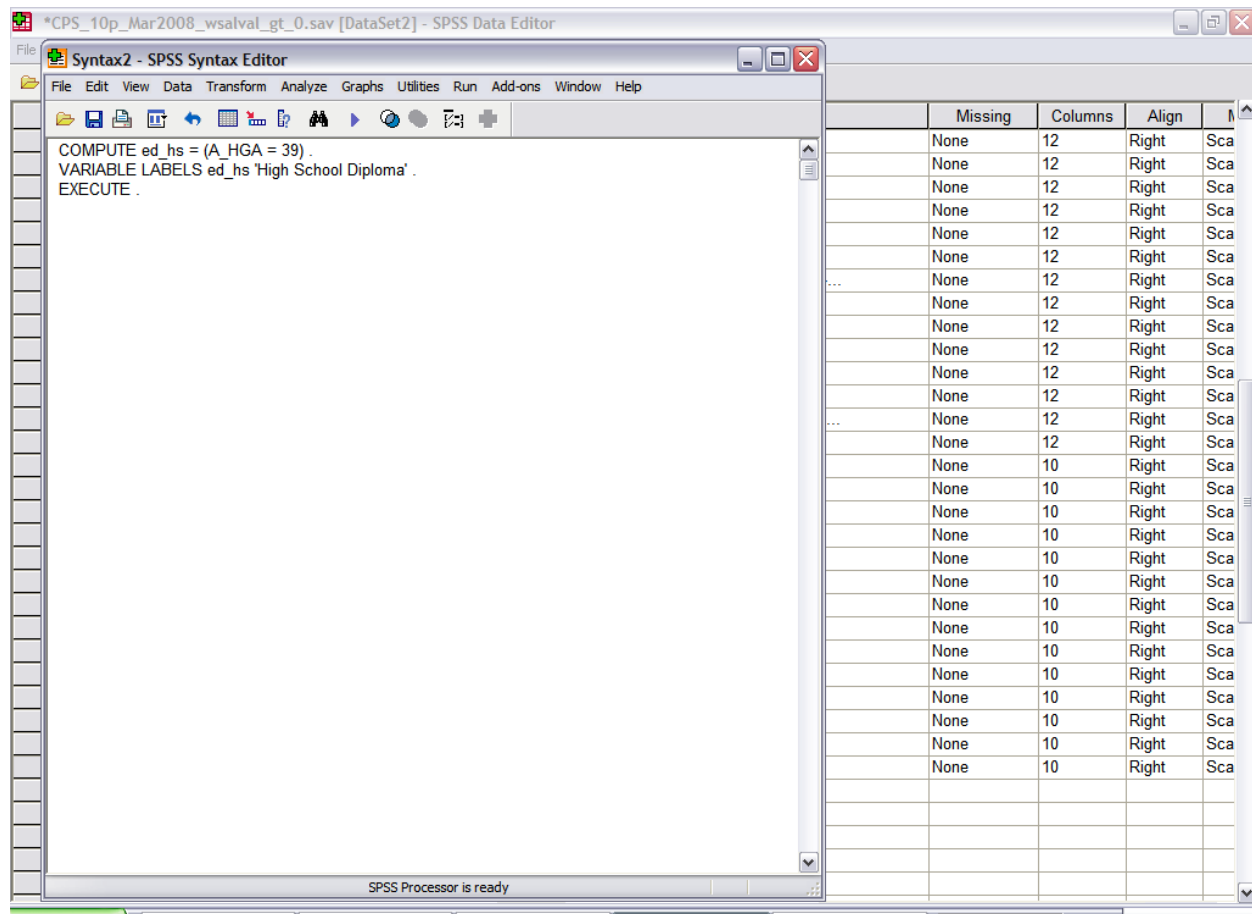 *CPS_10p_Mar2008_wsalval_gt_0.sav [DataSet2] - SPSS Data Editor
File
Syntax2 - SPSS Syntax Editor
File Edit View Data Transform Analyze Graphs Utilities Run Add-ons Window Help
COMPUTE ed_hs = (A_HGA = 39) .
VARIABLE LABELS ed_hs 'High School Diploma' .
EXECUTE .
SPSS Processor is ready
Missing Columns Align
None 12 Right Sca
None 12 Right Sca
None 12 Right Sca
None 12 Right Sca
None 12 Right Sca
None 12 Right Sca
... None 12 Right Sca
None 12 Right Sca
None 12 Right Sca
None 12 Right Sca
None 12 Right Sca
None 12 Right Sca
... None 12 Right Sca
None 12 Right Sca
None 10 Right Sca
None 10 Right Sca
None 10 Right Sca
None 10 Right Sca
None 10 Right Sca
None 10 Right Sca
None 10 Right Sca
None 10 Right Sca
None 10 Right Sca
None 10 Right Sca
None 10 Right Sca
None 10 Right Sca
None 10 Right Sca
None 10 Right Sca